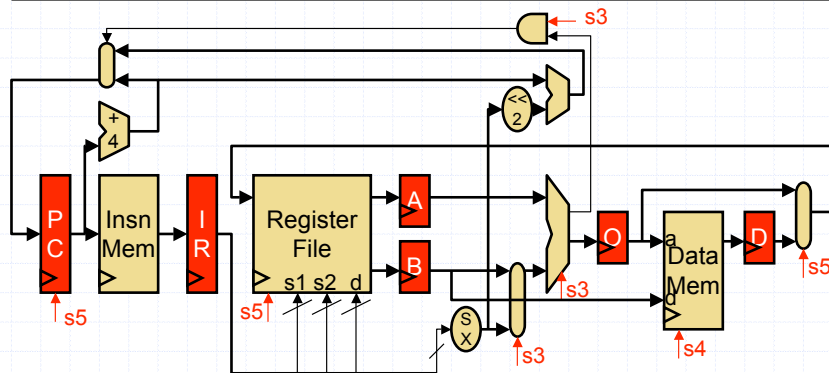 s3
<<
2
+
4
P
C
Insn
Mem
I
R
Register
File
s1 s2 d
A
B
S
X
O
a
Data
Mem
d
D
s5
s5
s3
s3
s4
s5